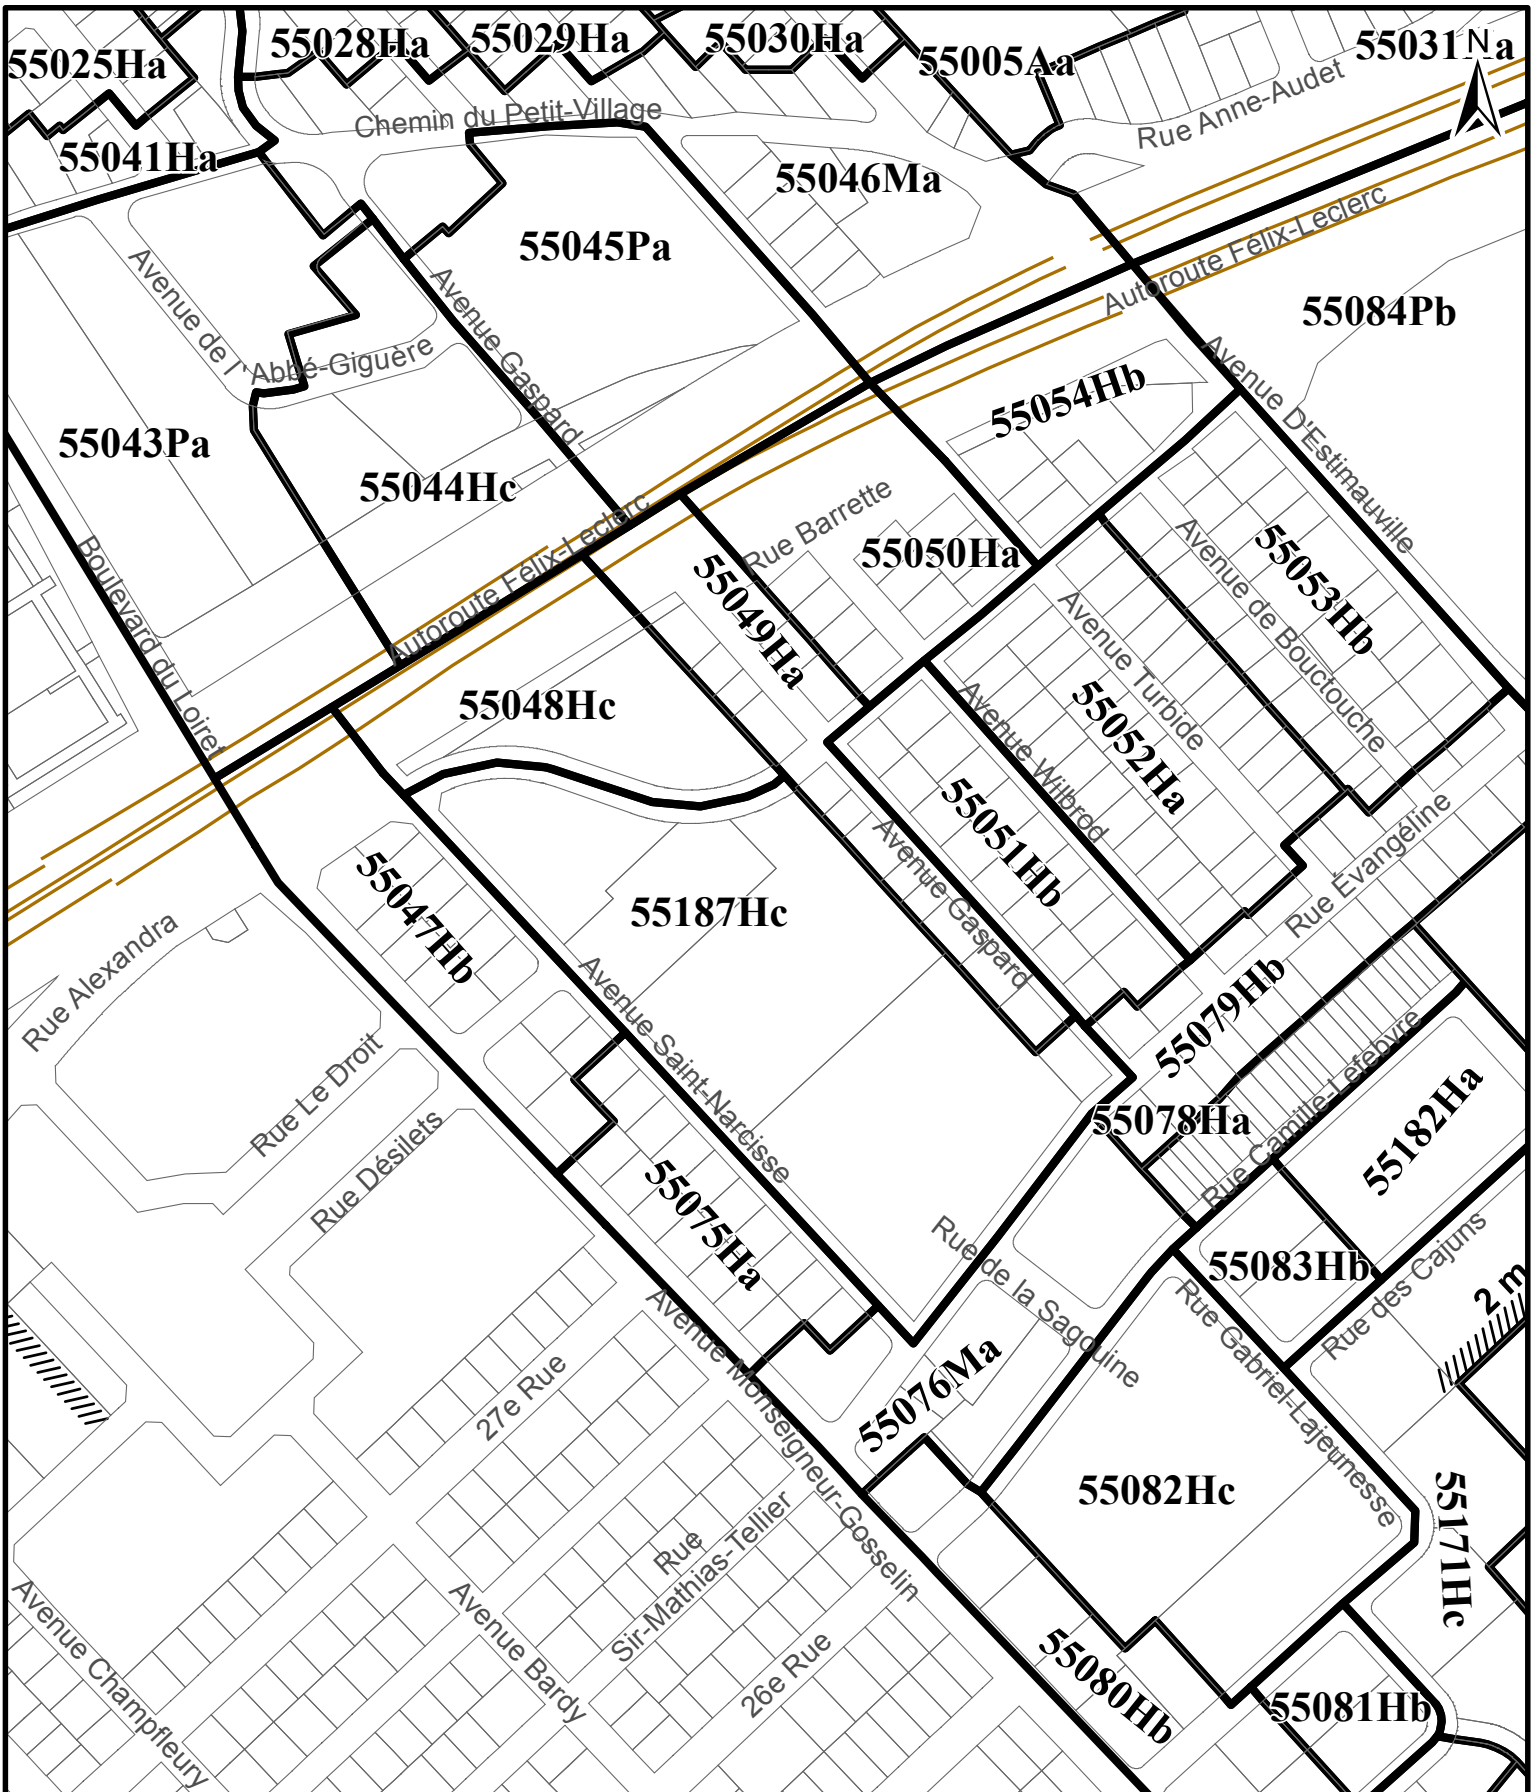 55025Ha
55028Ha
55029Ha
55030Ha
55005Aa
55031Na
N
Chemin du Petit-Village
Rue Anne-Audet
55041Ha
55046Ma
55045Pa
Autoroute Félix-Leclerc
Avenue de l'Abbé-Giguère
Avenue Gaspard
55084Pb
55054Hb
Avenue D'Estimauville
55043Pa
55044Hc
Rue Barrette
55050Ha
Autoroute Félix-Leclerc
Boulevard du Loiret
55049Ha
Avenue de Bouctouche
55053Hb
Avenue Turbide
55048Hc
Avenue Wilbrod
55052Ha
55051Hb
Rue Évangéline
Avenue Gaspard
55047Hb
55187Hc
Rue Alexandra
Avenue Saint-Narcisse
55079Hb
Rue Le Droit
Rue Camille-Lefebvre
55182Ha
55078Ha
Rue Désilets
55075Ha
Rue de la Sagouine
55083Hb
Rue des Cajuns
2 m
Rue Gabriel-Lajeunesse
Avenue Monseigneur-Gosselin
55076Ma
27e Rue
55082Hc
55171Hc
Rue
Sir-Mathias-Tellier
Avenue Champfleury
Avenue Bardy
26e Rue
55080Hb
55081Hb